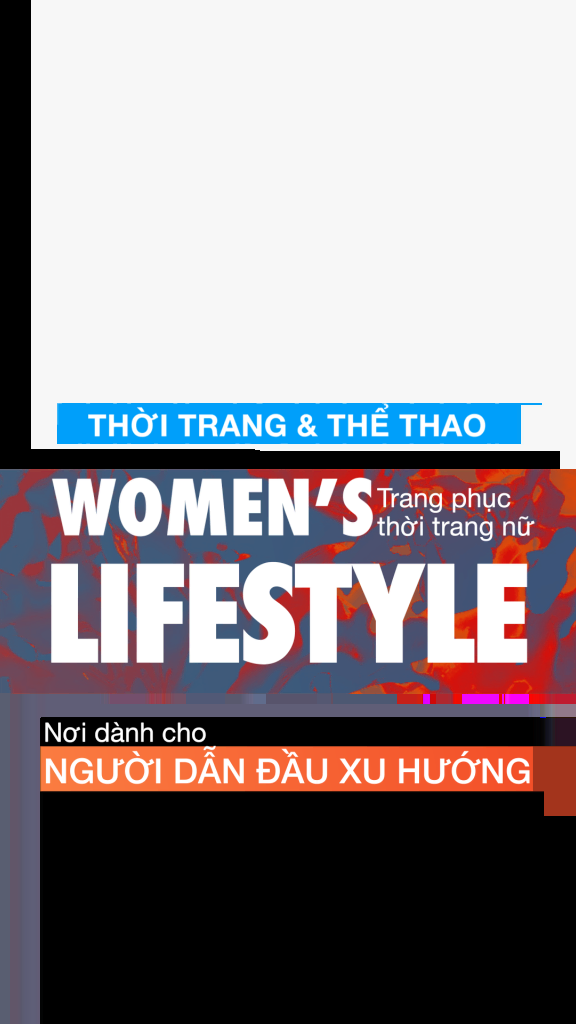 THỜI TRANG & THỂ THAO
WOMEN'S
Trang phục
thời trang nữ
LIFESTYLE
Nơi dành cho
NGƯỜI DẪN ĐẦU XU HƯỚNG